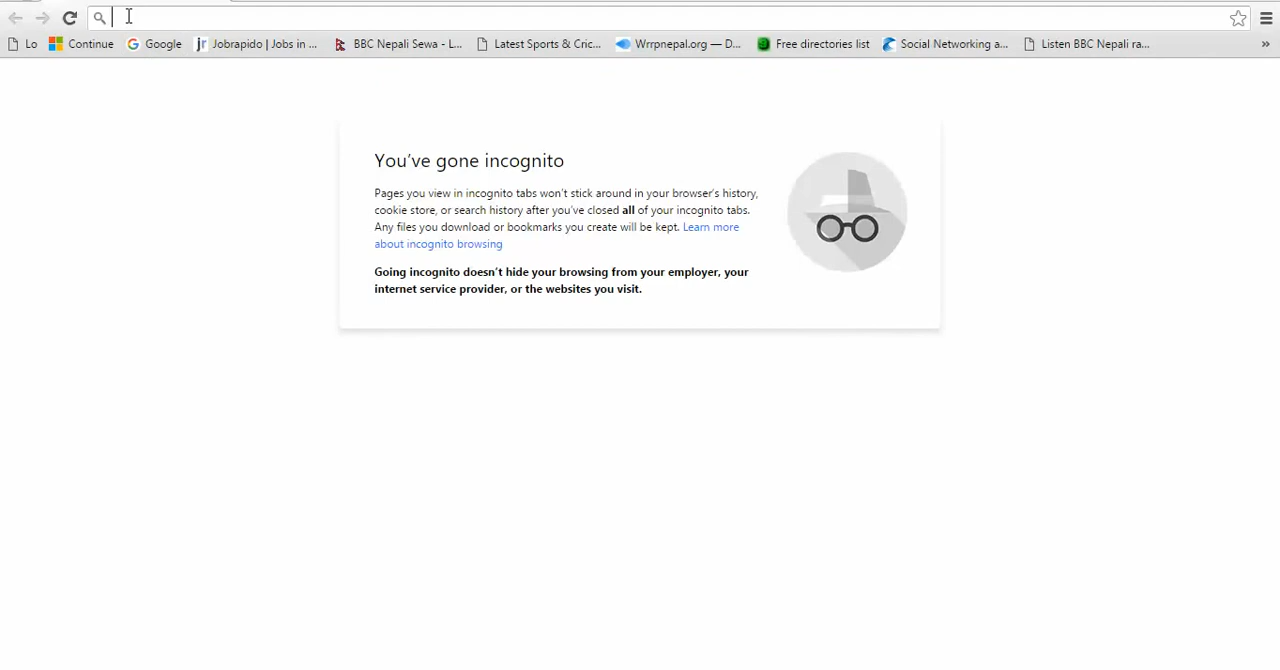 Lo Continue Google Jobrapido | Jobs in ... BBC Nepali Sewa - L... Latest Sports & Cric... Wrrpnepal.org — D... Free directories list Social Networking a... Listen BBC Nepali ra... »
You've gone incognito
Pages you view in incognito tabs won't stick around in your browser's history,
cookie store, or search history after you've closed all of your incognito tabs.
Any files you download or bookmarks you create will be kept. Learn more
about incognito browsing
Going incognito doesn't hide your browsing from your employer, your
internet service provider, or the websites you visit.